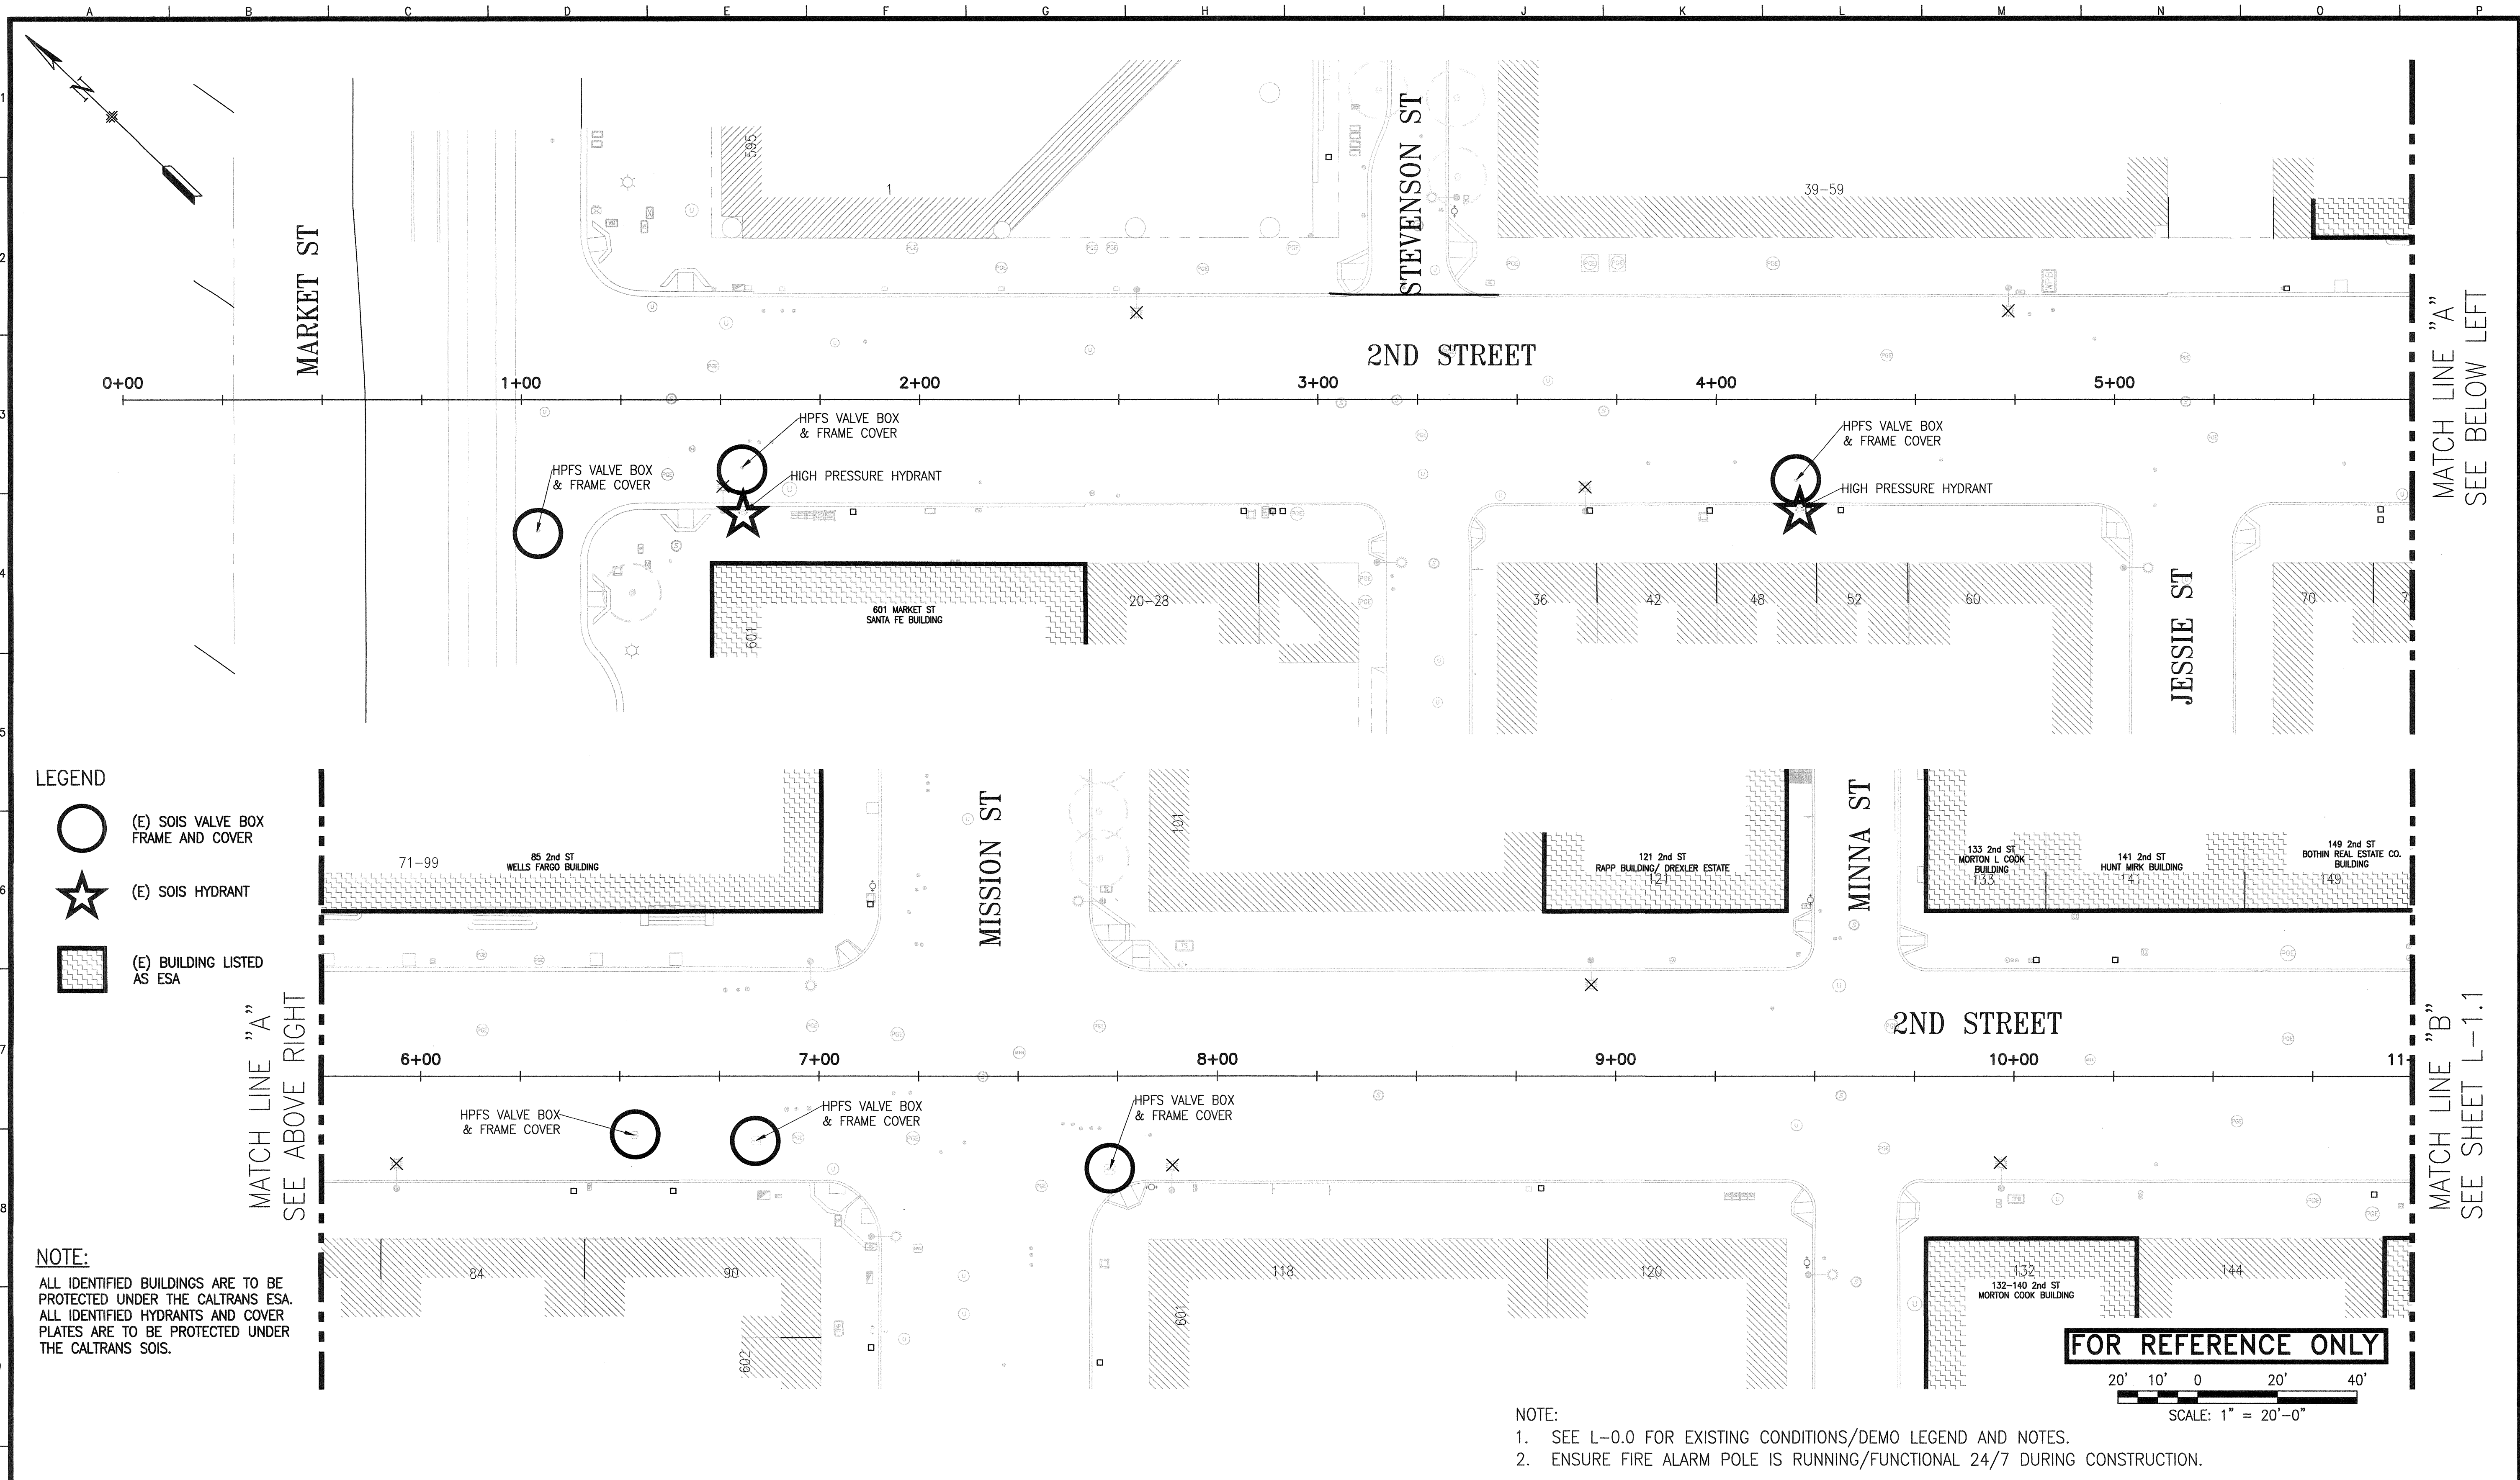 A B C D E F G H I J K L M N O P
1
2
3
4
5
6
7
8
N
MARKET ST
595
1
STEVENSON ST
39-59
2ND STREET
MATCH LINE "A"
SEE BELOW LEFT
0+00 1+00 2+00 3+00 4+00 5+00
HPFS VALVE BOX
& FRAME COVER
HPFS VALVE BOX
& FRAME COVER
HIGH PRESSURE HYDRANT
HPFS VALVE BOX
& FRAME COVER
HIGH PRESSURE HYDRANT
601 MARKET ST
SANTA FE BUILDING
601
20-28
36 42 48 52 60
JESSIE ST
70
7
LEGEND
(E) SOIS VALVE BOX
FRAME AND COVER
(E) SOIS HYDRANT
(E) BUILDING LISTED
AS ESA
MATCH LINE "A"
SEE ABOVE RIGHT
71-99
85 2nd ST
WELLS FARGO BUILDING
MISSION ST
101
121 2nd ST
RAPP BUILDING/ DREXLER ESTATE
121
MINNA ST
133 2nd ST
MORTON L COOK
BUILDING
133
141 2nd ST
HUNT MIRK BUILDING
141
149 2nd ST
BOTHIN REAL ESTATE CO.
BUILDING
149
TS
2ND STREET
MATCH LINE "B"
SEE SHEET L-1.1
6+00 7+00 8+00 9+00 10+00 11
HPFS VALVE BOX
& FRAME COVER
HPFS VALVE BOX
& FRAME COVER
HPFS VALVE BOX
& FRAME COVER
84
90
602
118
601
120
132
132-140 2nd ST
MORTON COOK BUILDING
144
NOTE:
ALL IDENTIFIED BUILDINGS ARE TO BE
PROTECTED UNDER THE CALTRANS ESA.
ALL IDENTIFIED HYDRANTS AND COVER
PLATES ARE TO BE PROTECTED UNDER
THE CALTRANS SOIS.
FOR REFERENCE ONLY
20' 10' 0 20' 40'
SCALE: 1" = 20'-0"
NOTE:
1. SEE L-0.0 FOR EXISTING CONDITIONS/DEMO LEGEND AND NOTES.
2. ENSURE FIRE ALARM POLE IS RUNNING/FUNCTIONAL 24/7 DURING CONSTRUCTION.